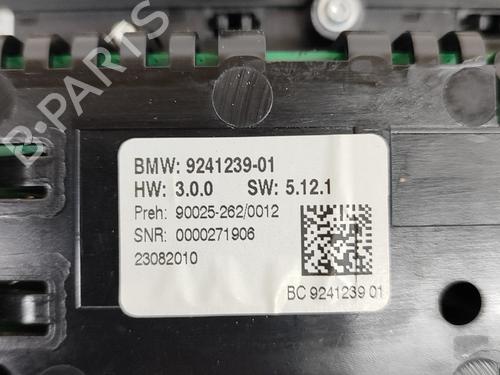 B-PARTS
BMW: 9241239-01
HW: 3.0.0 SW: 5.12.1
Preh: 90025-262/0012
SNR: 0000271906
23082010
BC 9241239 01